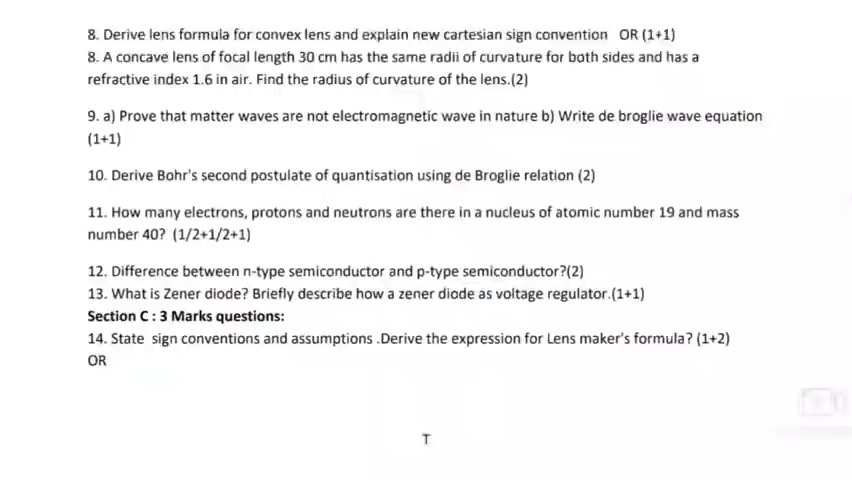 8. Derive lens formula for convex lens and explain new cartesian sign convention OR (1+1)
8. A concave lens of focal length 30 cm has the same radii of curvature for both sides and has a
refractive index 1.6 in air. Find the radius of curvature of the lens.(2)
9. a) Prove that matter waves are not electromagnetic wave in nature b) Write de broglie wave equation
(1+1)
10. Derive Bohr's second postulate of quantisation using de Broglie relation (2)
11. How many electrons, protons and neutrons are there in a nucleus of atomic number 19 and mass
number 40? (1/2+1/2+1)
12. Difference between n-type semiconductor and p-type semiconductor?(2)
13. What is Zener diode? Briefly describe how a zener diode as voltage regulator.(1+1)
Section C : 3 Marks questions:
14. State sign conventions and assumptions .Derive the expression for Lens maker's formula? (1+2)
OR
T